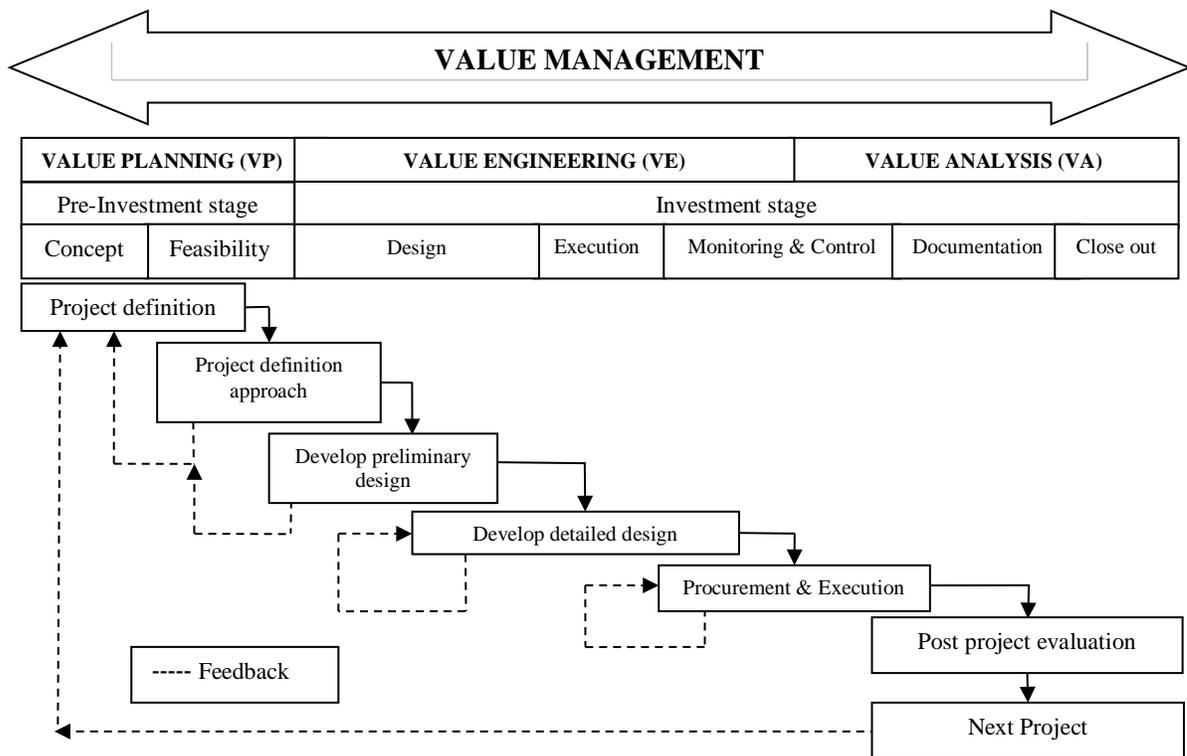 VALUE MANAGEMENT
VALUE PLANNING (VP) VALUE ENGINEERING (VE) VALUE ANALYSIS (VA)
Pre-Investment stage Investment stage
Concept Feasibility Design Execution Monitoring & Control Documentation Close out
Project definition
Project definition
approach
Develop preliminary
design
Develop detailed design
Procurement & Execution
Post project evaluation
Feedback
Next Project